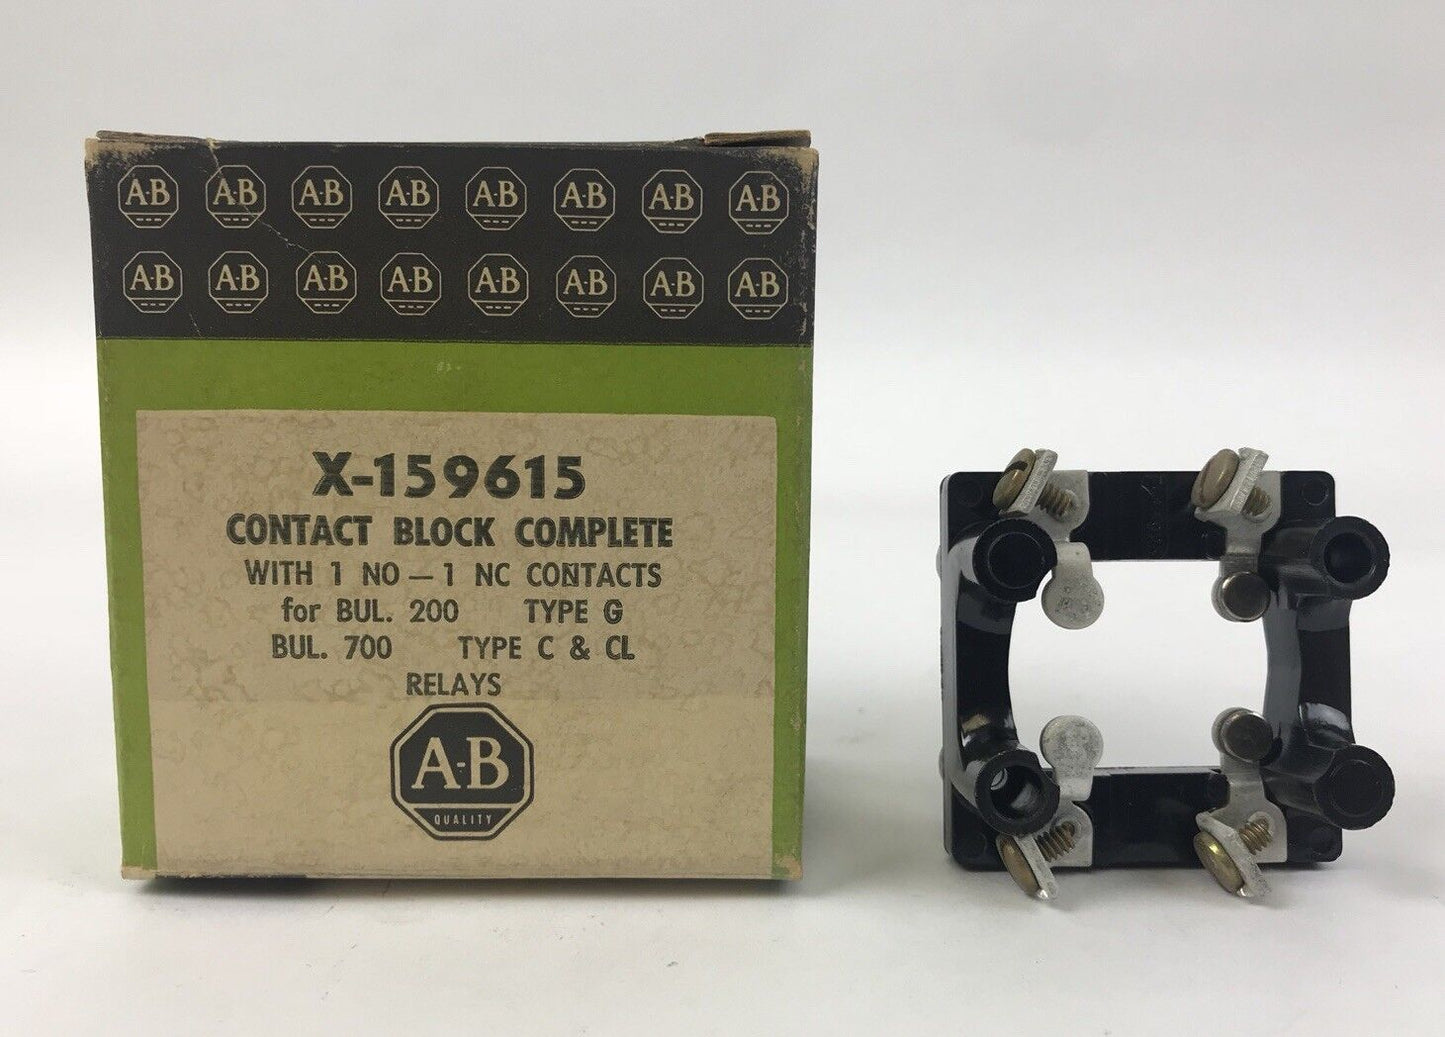 A-B A-B A-B A-B A-B A-B A-B A-B
A-B A-B A-B A-B A-B A-B A-B A-B
X-159615
CONTACT BLOCK COMPLETE
WITH 1 NO — 1 NC CONTACTS
for BUL. 200 TYPE G
BUL. 700 TYPE C & CL
RELAYS
A-B
QUALITY